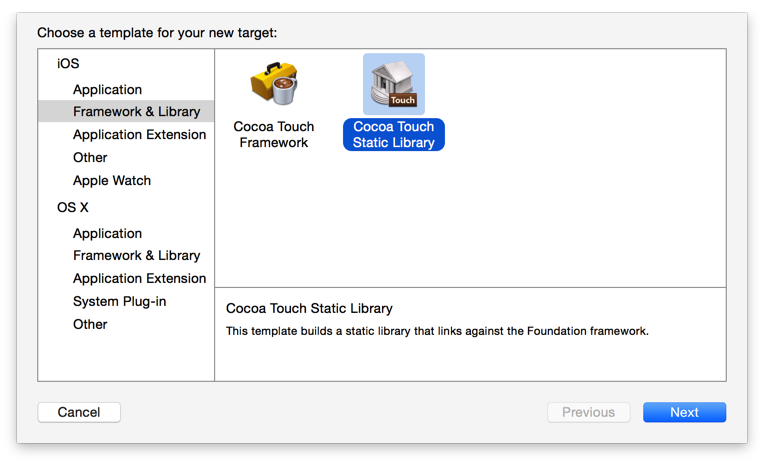 Choose a template for your new target:
iOS
Application
Framework & Library
Application Extension
Other
Apple Watch
OS X
Application
Framework & Library
Application Extension
System Plug-in
Other
Cocoa Touch
Framework
Touch
Cocoa Touch
Static Library
Cocoa Touch Static Library
This template builds a static library that links against the Foundation framework.
Cancel
Previous
Next